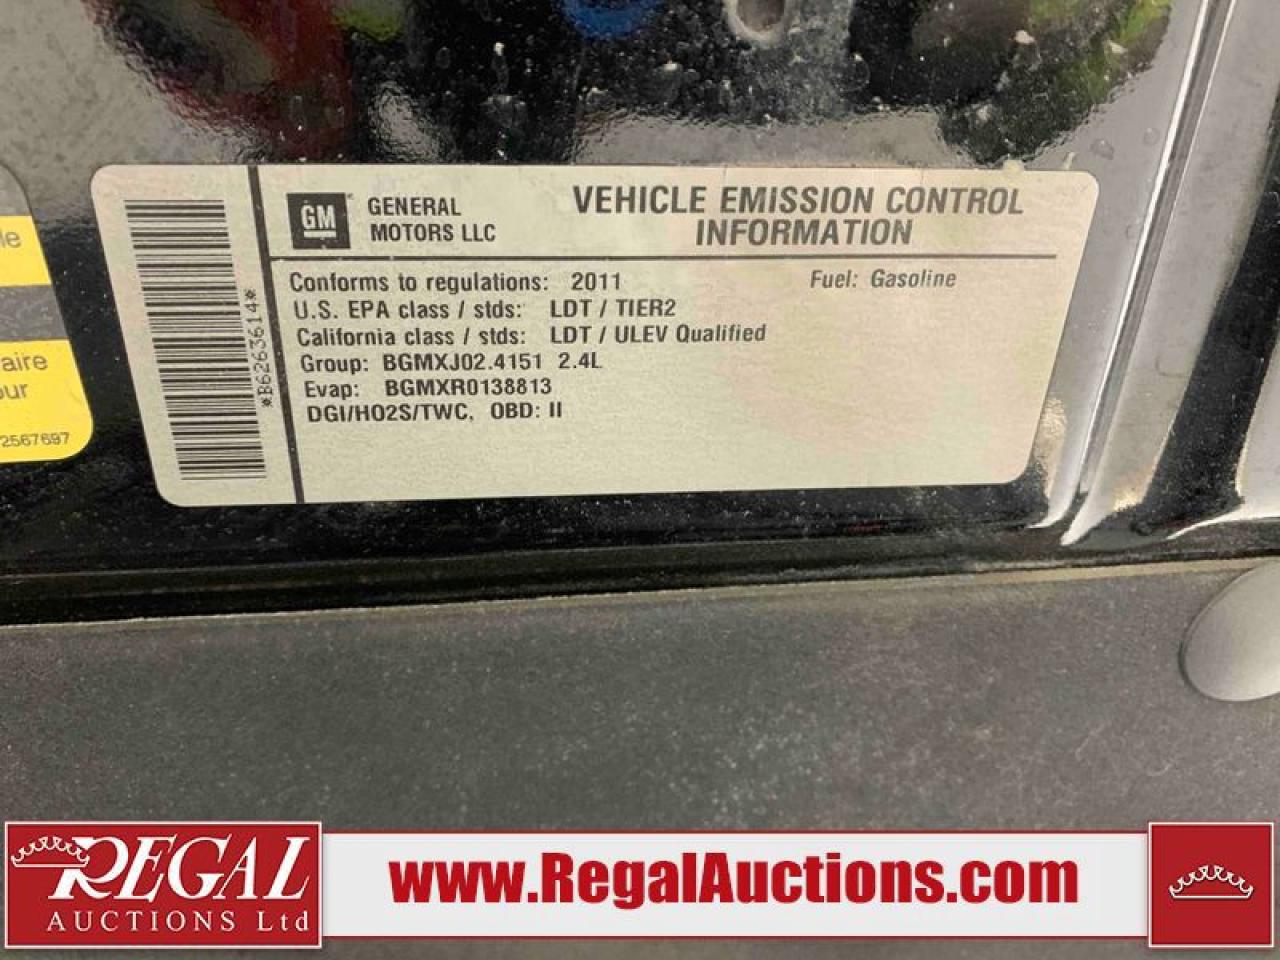 le
aire
our
2567697
*B6263614*
GM
GENERAL
MOTORS LLC
VEHICLE EMISSION CONTROL
INFORMATION
Conforms to regulations: 2011 Fuel: Gasoline
U.S. EPA class / stds: LDT / TIER2
California class / stds: LDT / ULEV Qualified
Group: BGMXJ02.4151 2.4L
Evap: BGMXR0138813
DGI/HO2S/TWC, OBD: II
REGAL
AUCTIONS Ltd
www.RegalAuctions.com